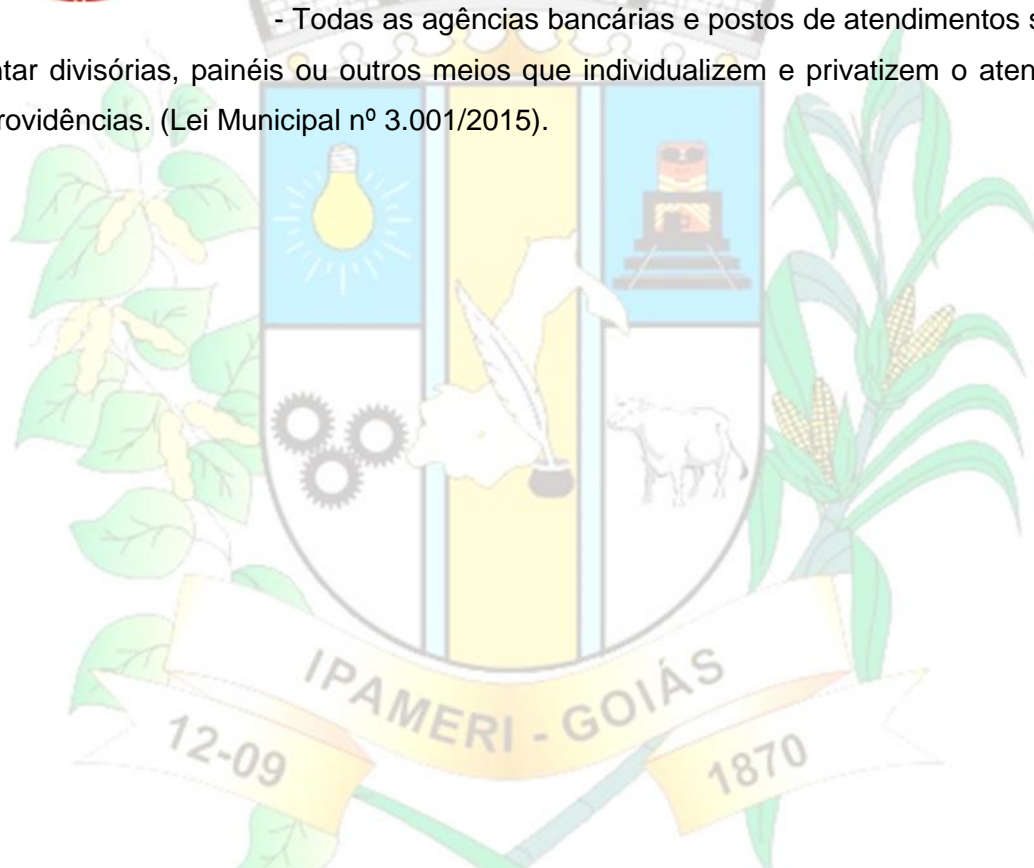 - Todas as agências bancárias e postos de atendimentos s
ntar divisórias, painéis ou outros meios que individualizem e privatizem o aten
rovidências. (Lei Municipal nº 3.001/2015).
IPAMERI - GOIÁS
12-09
1870